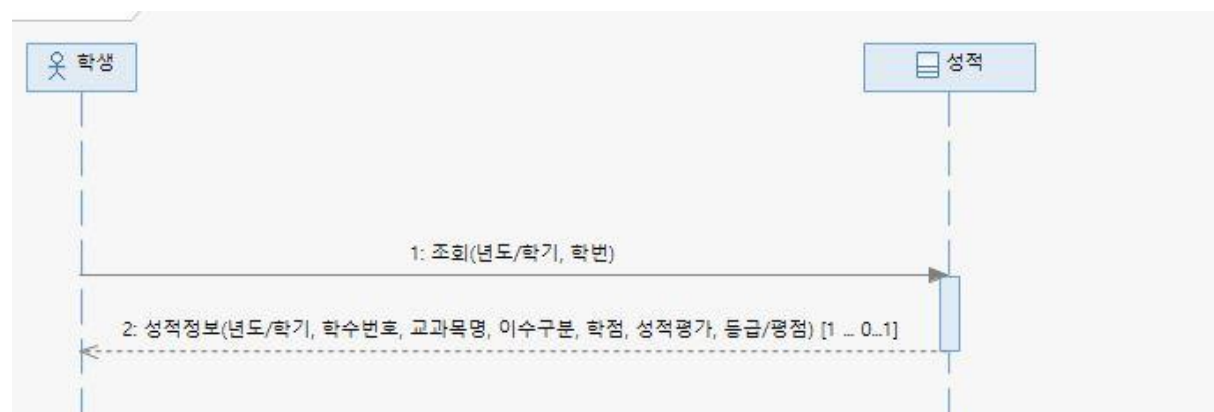 학생
성적
1: 조회(년도/학기, 학번)
2: 성적정보(년도/학기, 학수번호, 교과목명, 이수구분, 학점, 성적평가, 등급/평점) [1 ... 0...1]